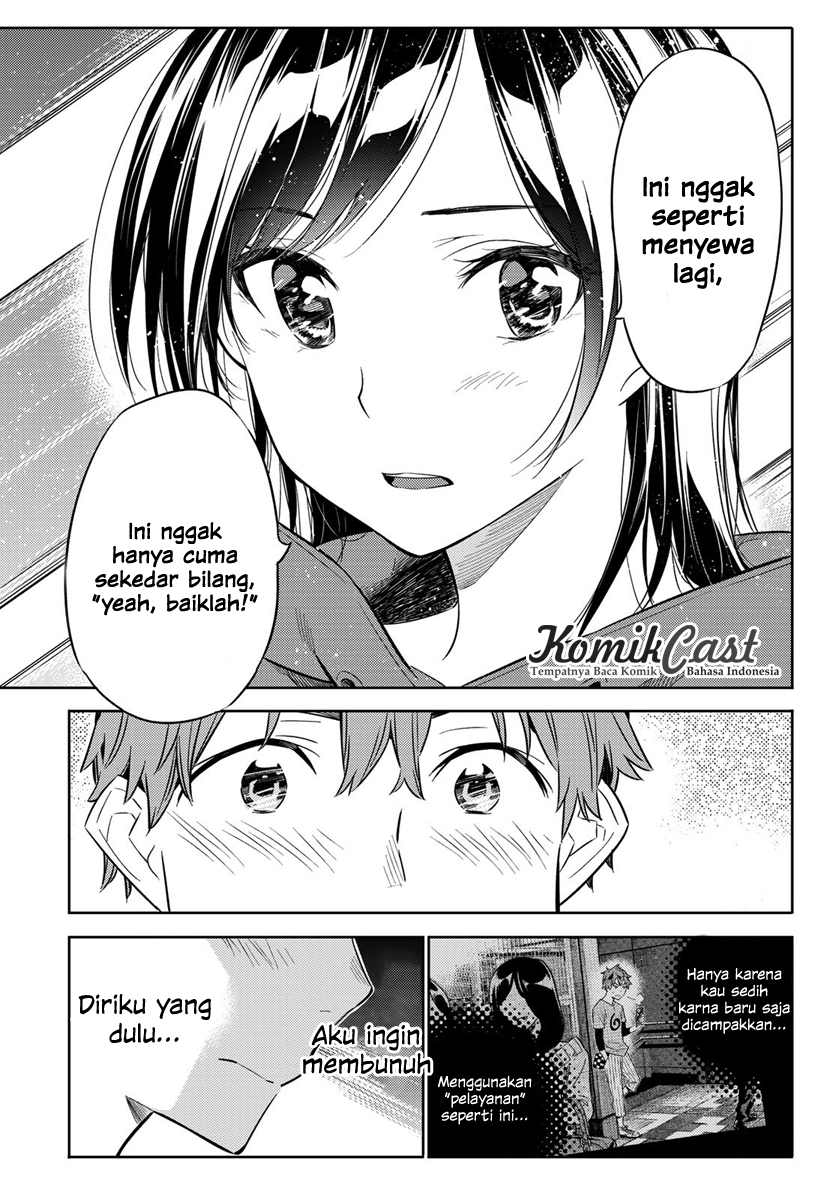 Ini nggak
seperti
menyewa
lagi,
Ini nggak
hanya cuma
sekedar bilang,
"yeah, baiklah!"
KomikCast
Tempatnya Baca Komik Bahasa Indonesia
Hanya karena
kau sedih
karna baru saja
dicampakkan...
Menggunakan
"pelayanan"
seperti ini...
Aku ingin
membunuh
Diriku yang
dulu...